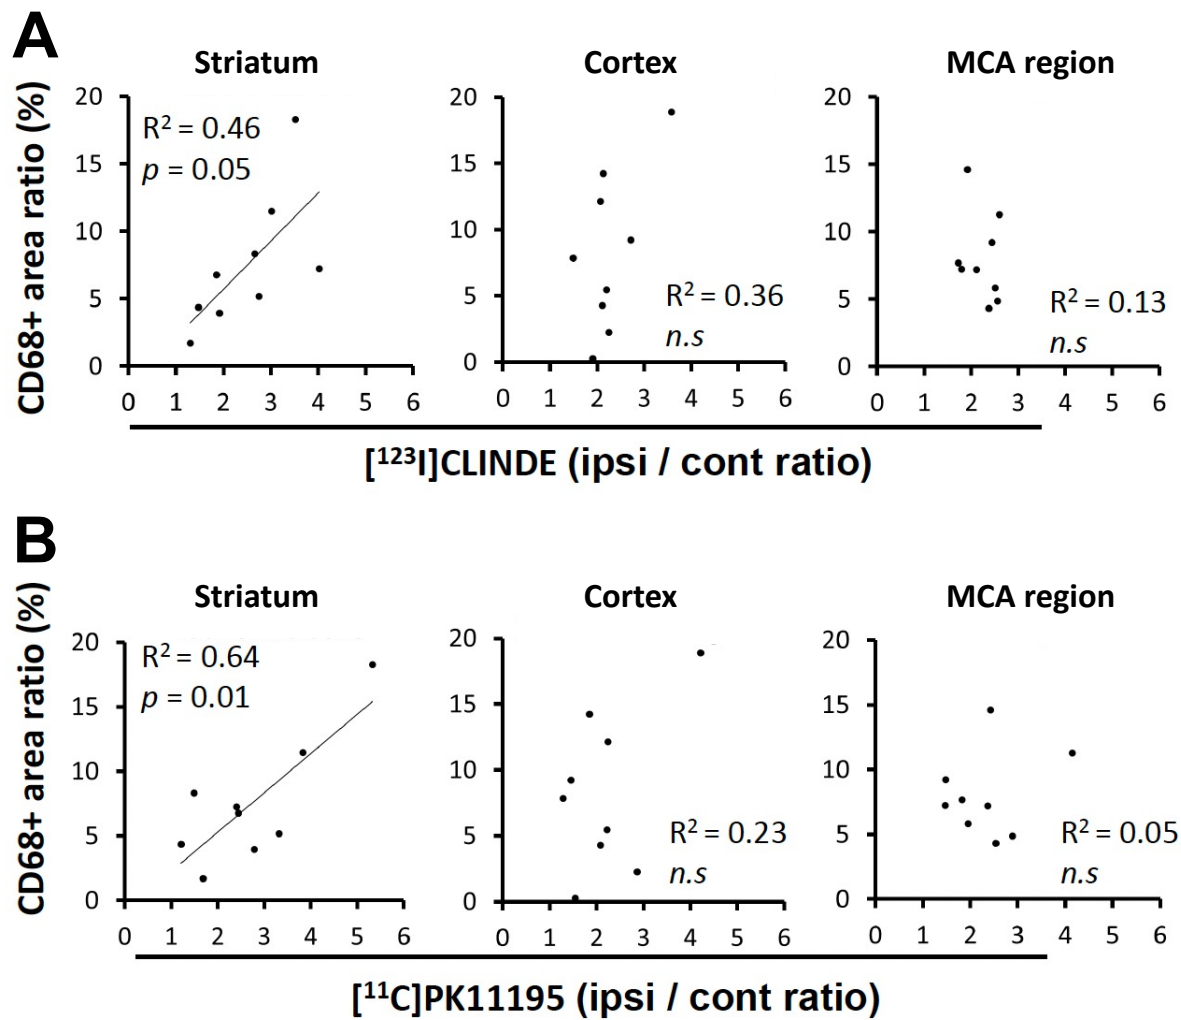 A
Striatum
Cortex
MCA region
CD68+ area ratio (%)
20
15
10
5
0
R² = 0.46
p = 0.05
0 1 2 3 4 5 6
20
15
10
5
0
R² = 0.36
n.s
0 1 2 3 4 5 6
20
15
10
5
0
R² = 0.13
n.s
0 1 2 3 4 5 6
[¹²³I]CLINDE (ipsi / cont ratio)
B
Striatum
Cortex
MCA region
CD68+ area ratio (%)
20
15
10
5
0
R² = 0.64
p = 0.01
0 1 2 3 4 5 6
20
15
10
5
0
R² = 0.23
n.s
0 1 2 3 4 5 6
20
15
10
5
0
R² = 0.05
n.s
0 1 2 3 4 5 6
[¹¹C]PK11195 (ipsi / cont ratio)